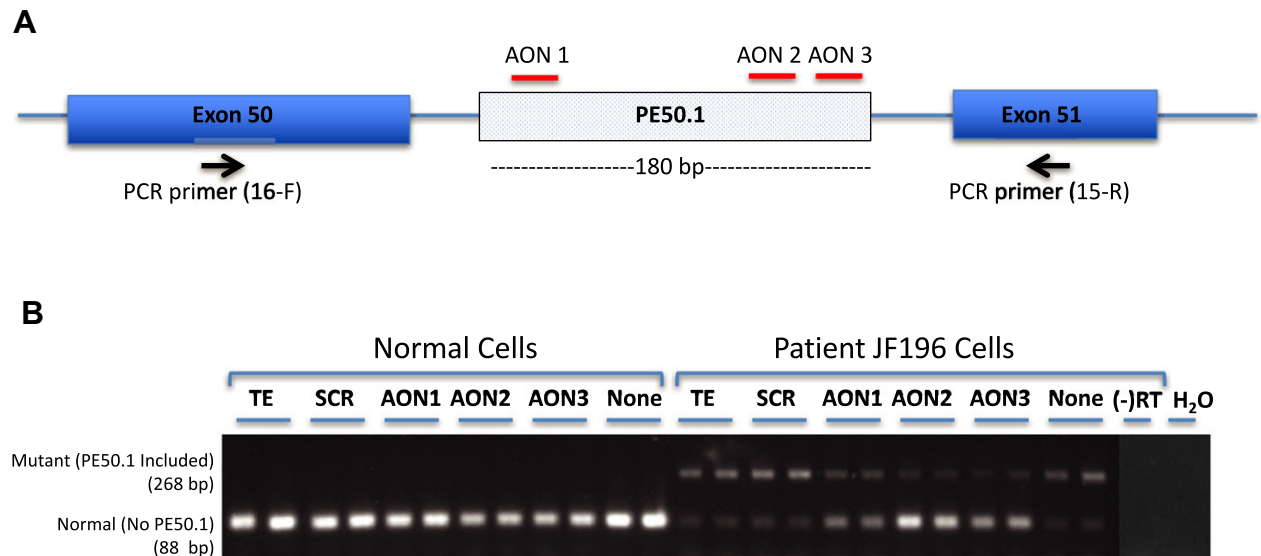 A
AON 1 AON 2 AON 3
Exon 50 PE50.1 Exon 51
---------------------180 bp------------------------
PCR primer (16-F) PCR primer (15-R)
B
Normal Cells Patient JF196 Cells
TE SCR AON1 AON2 AON3 None TE SCR AON1 AON2 AON3 None (-)RT H₂O
Mutant (PE50.1 Included)
(268 bp)
Normal (No PE50.1)
(88 bp)